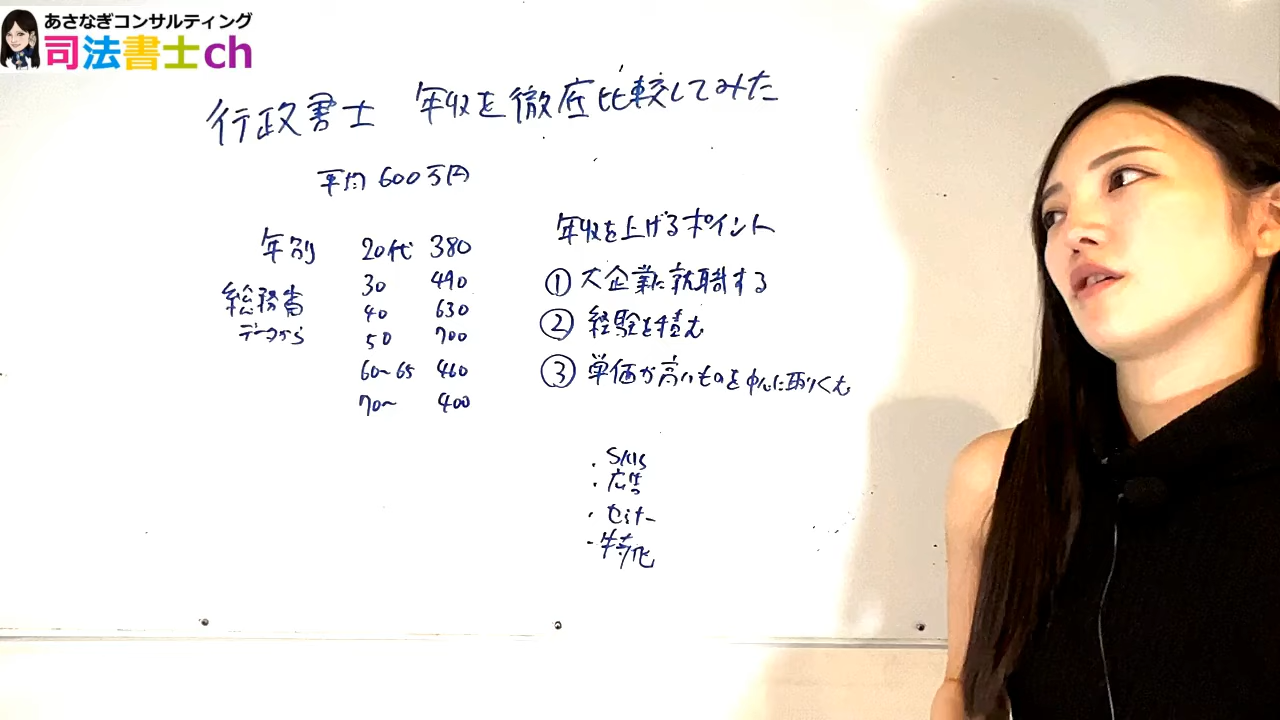 あさなぎコンサルティング
司法書士ch
行政書士 年収を徹底比較してみた
平均 600万円
年別 20代 380
30 490
総務省 40 630
データから 50 700
60~65 460
70~ 400
年収を上げるポイント
① 大企業に就職する
② 経験を積む
③ 単価が高いものを中心に取りくむ
・SNS
・広告
・セミナー
・特化